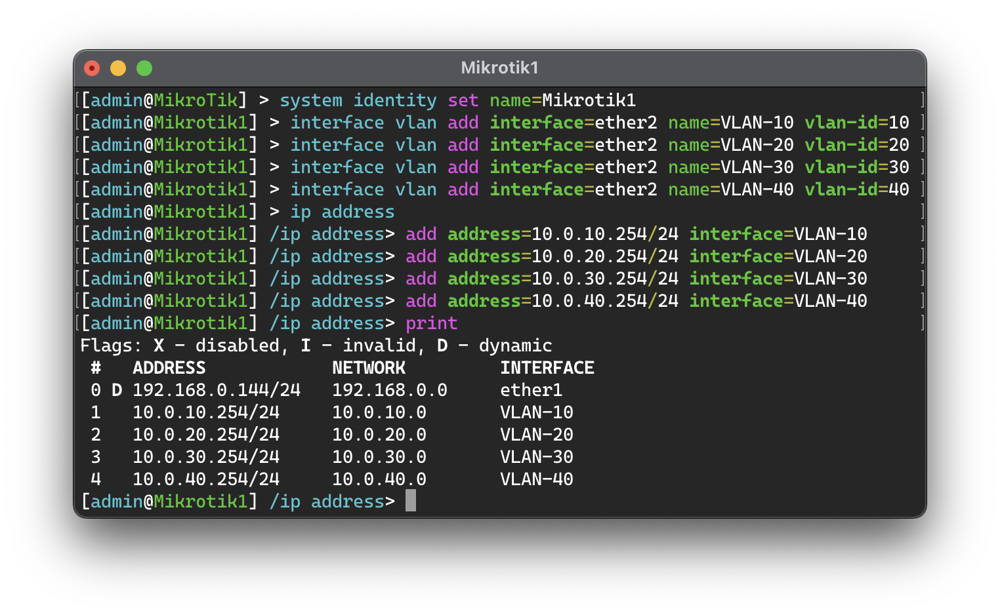 Mikrotik1
[[admin@MikroTik] > system identity set name=Mikrotik1 ]
[[admin@Mikrotik1] > interface vlan add interface=ether2 name=VLAN-10 vlan-id=10 ]
[[admin@Mikrotik1] > interface vlan add interface=ether2 name=VLAN-20 vlan-id=20 ]
[[admin@Mikrotik1] > interface vlan add interface=ether2 name=VLAN-30 vlan-id=30 ]
[[admin@Mikrotik1] > interface vlan add interface=ether2 name=VLAN-40 vlan-id=40 ]
[[admin@Mikrotik1] > ip address ]
[[admin@Mikrotik1] /ip address> add address=10.0.10.254/24 interface=VLAN-10 ]
[[admin@Mikrotik1] /ip address> add address=10.0.20.254/24 interface=VLAN-20 ]
[[admin@Mikrotik1] /ip address> add address=10.0.30.254/24 interface=VLAN-30 ]
[[admin@Mikrotik1] /ip address> add address=10.0.40.254/24 interface=VLAN-40 ]
[[admin@Mikrotik1] /ip address> print ]
Flags: X - disabled, I - invalid, D - dynamic
# ADDRESS NETWORK INTERFACE
0 D 192.168.0.144/24 192.168.0.0 ether1
1 10.0.10.254/24 10.0.10.0 VLAN-10
2 10.0.20.254/24 10.0.20.0 VLAN-20
3 10.0.30.254/24 10.0.30.0 VLAN-30
4 10.0.40.254/24 10.0.40.0 VLAN-40
[admin@Mikrotik1] /ip address>